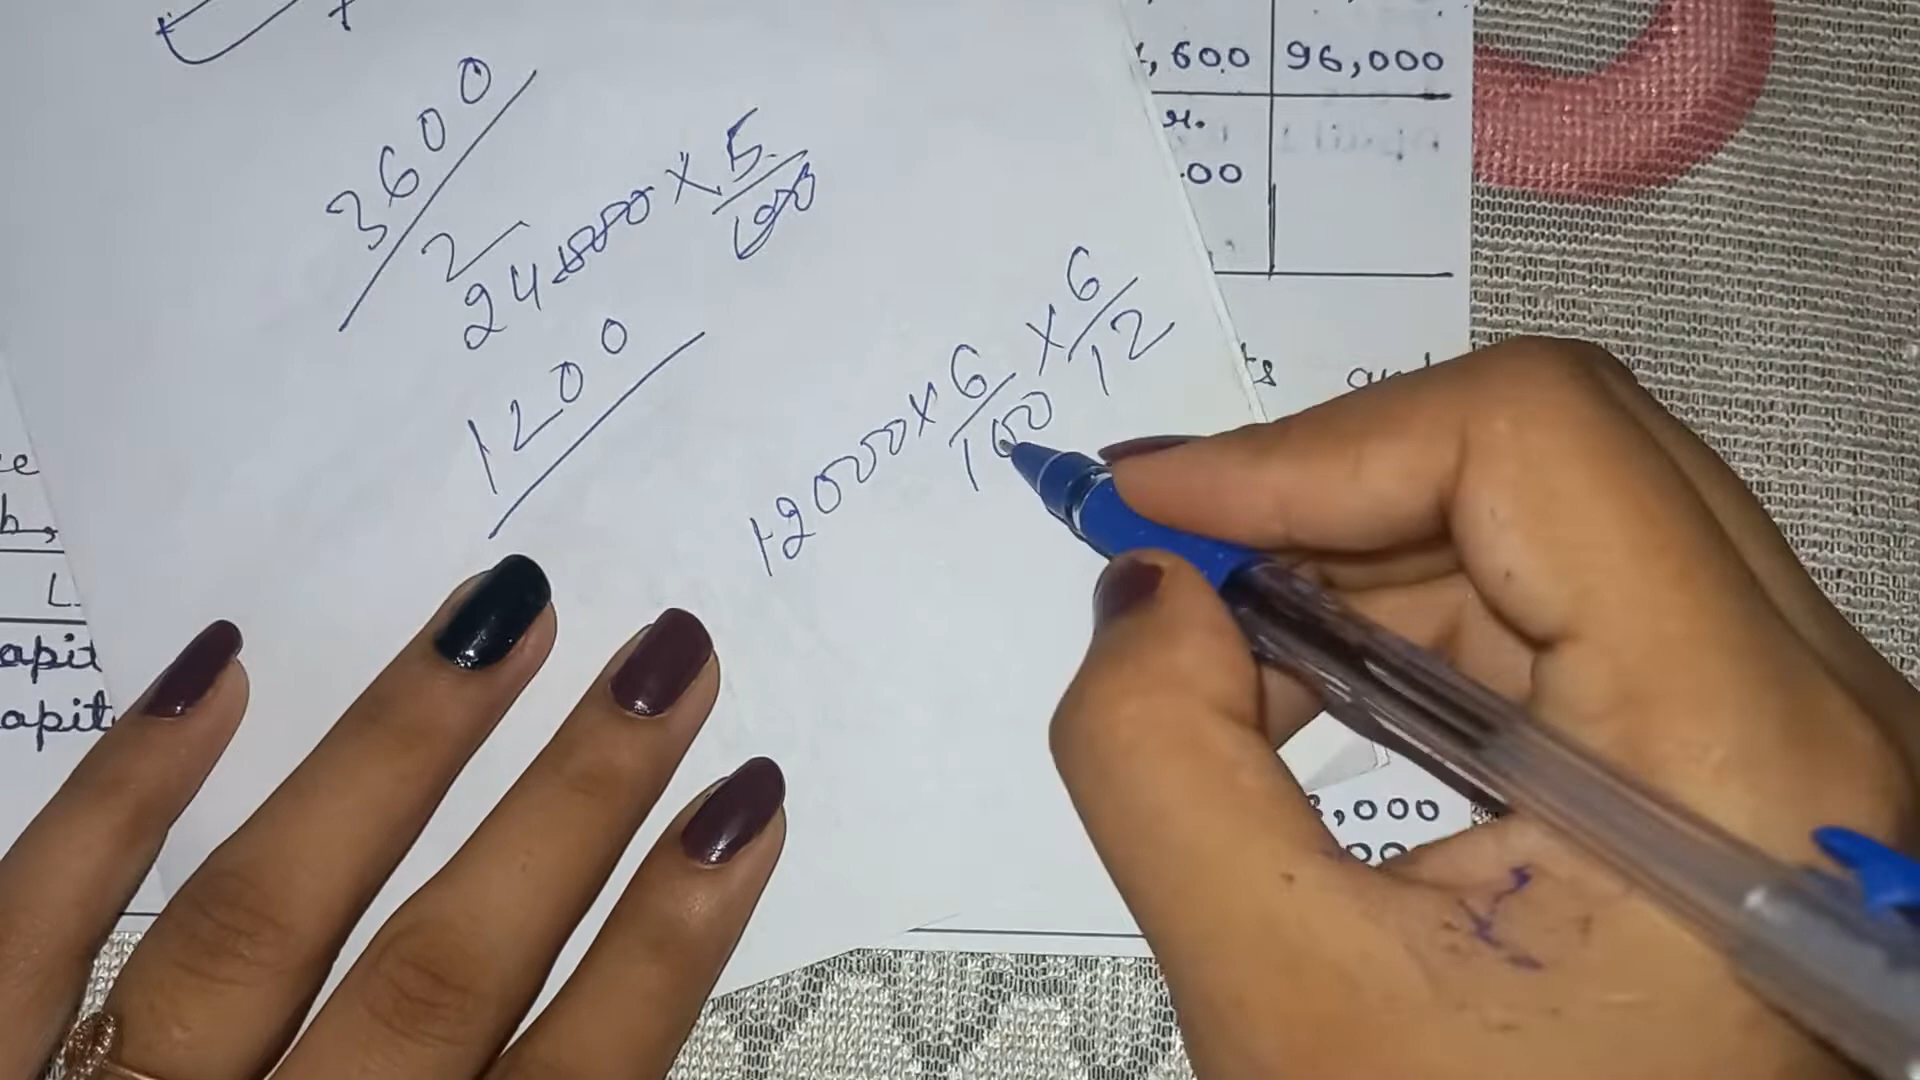 3600
2
24000 × 5/100
1200
12000 × 6/100 × 6/12
,600 | 96,000
.00
apit
apit
,000